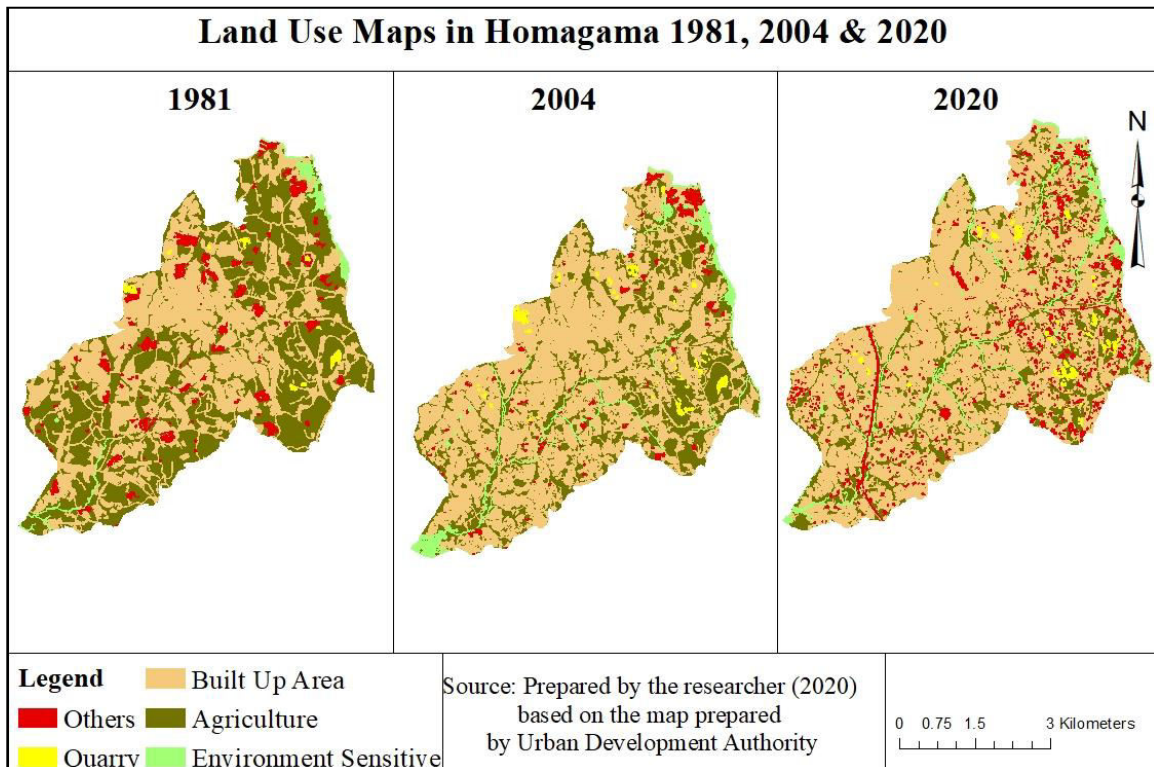 Land Use Maps in Homagama 1981, 2004 & 2020
1981
2004
2020
N
Legend
Built Up Area
Others
Agriculture
Quarry
Environment Sensitive
Source: Prepared by the researcher (2020)
based on the map prepared
by Urban Development Authority
0 0.75 1.5 3 Kilometers